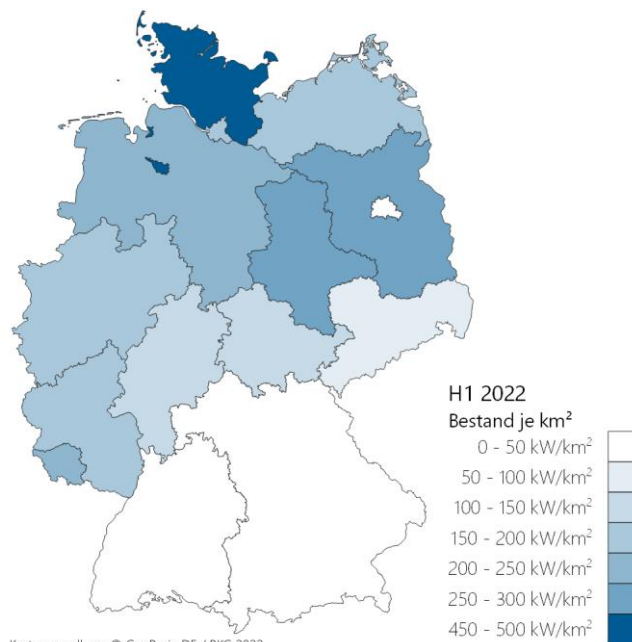 H1 2022
Bestand je km²
0 - 50 kW/km²
50 - 100 kW/km²
100 - 150 kW/km²
150 - 200 kW/km²
200 - 250 kW/km²
250 - 300 kW/km²
450 - 500 kW/km²